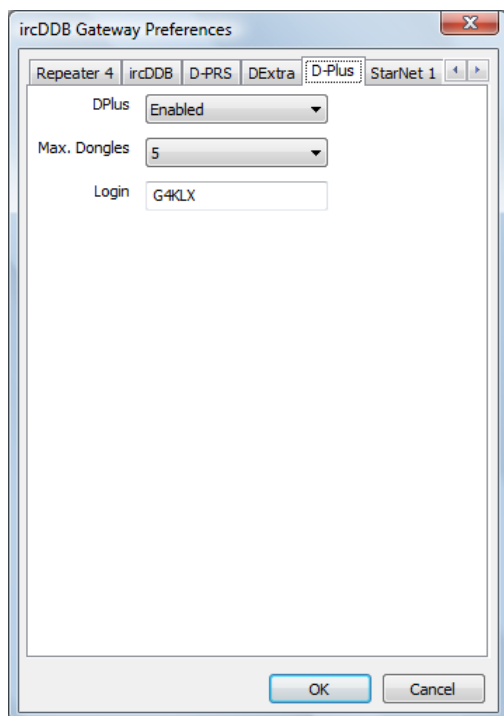 ircDDB Gateway Preferences
Repeater 4 ircDDB D-PRS DExtra D-Plus StarNet 1
DPlus Enabled
Max. Dongles 5
Login G4KLX
OK Cancel